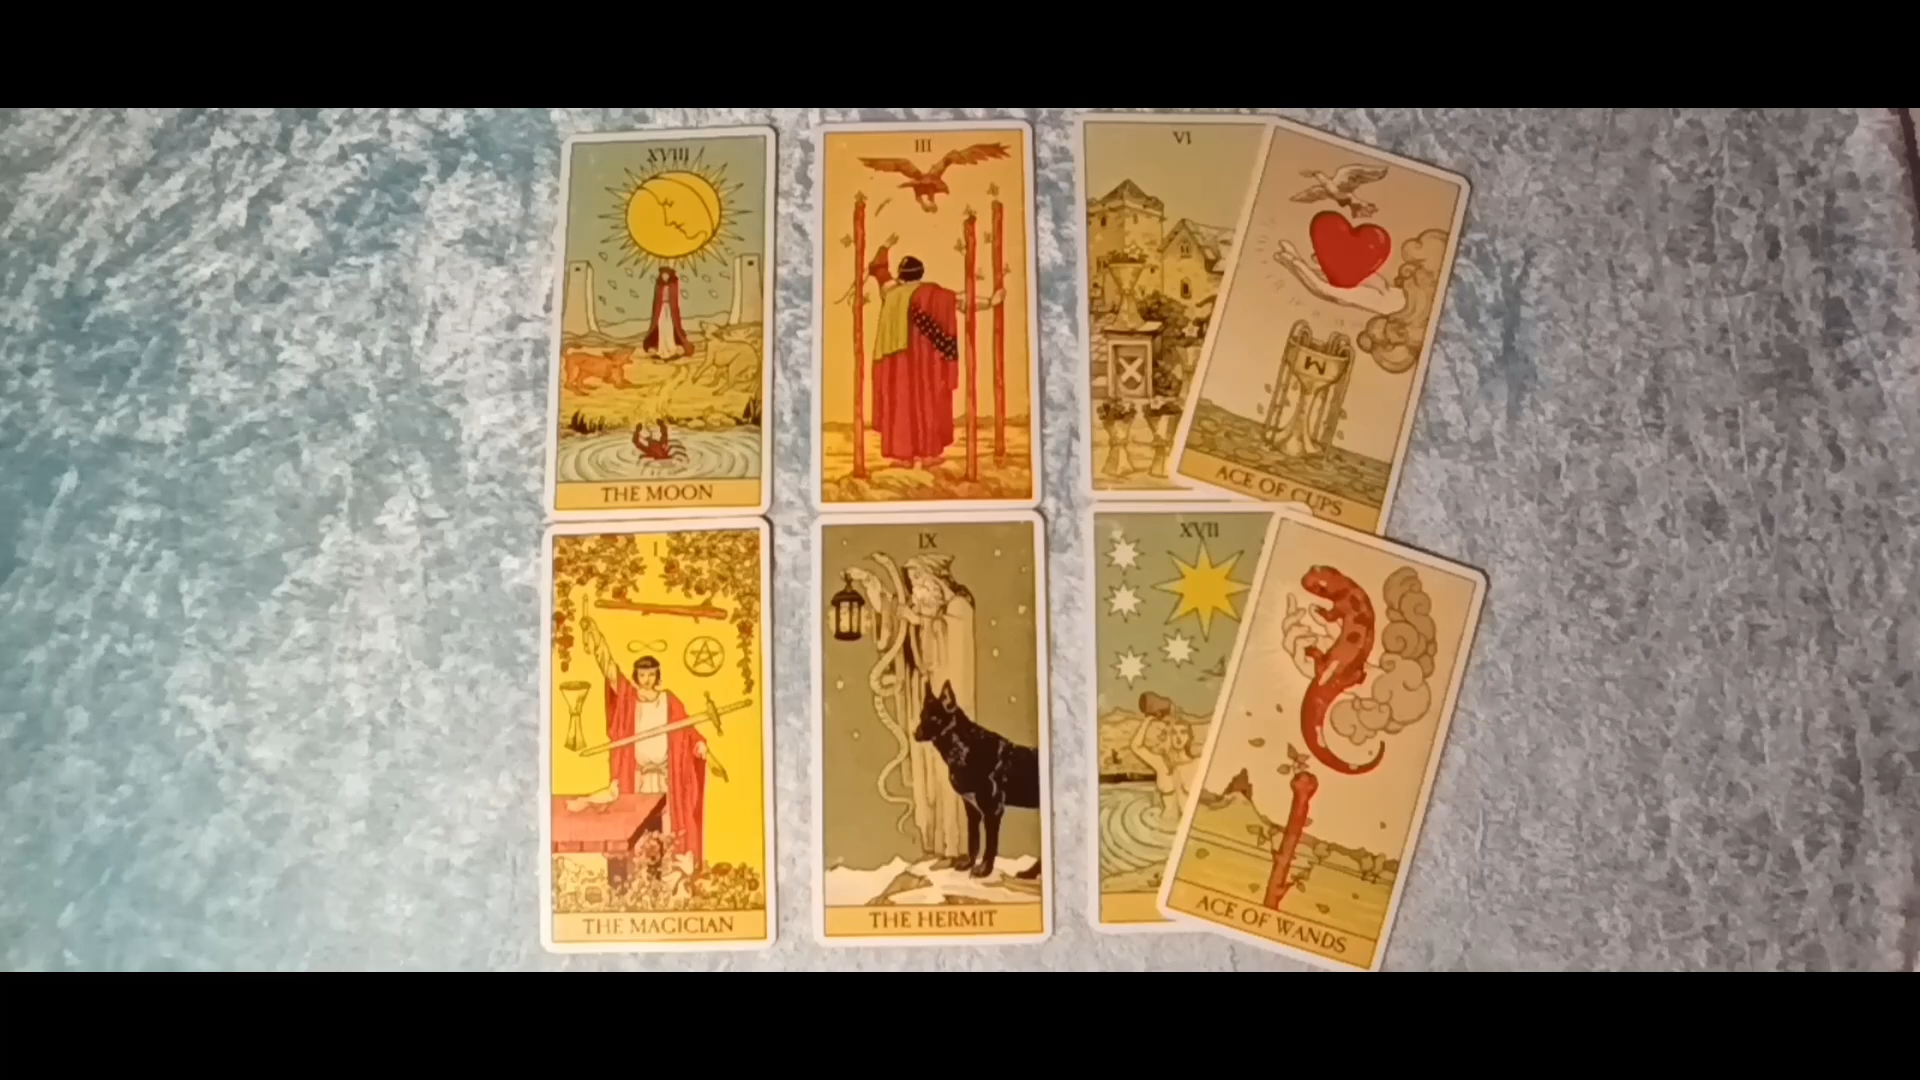 XVIII
THE MOON
III
VI
M
ACE OF CUPS
I
THE MAGICIAN
IX
THE HERMIT
XVII
ACE OF WANDS